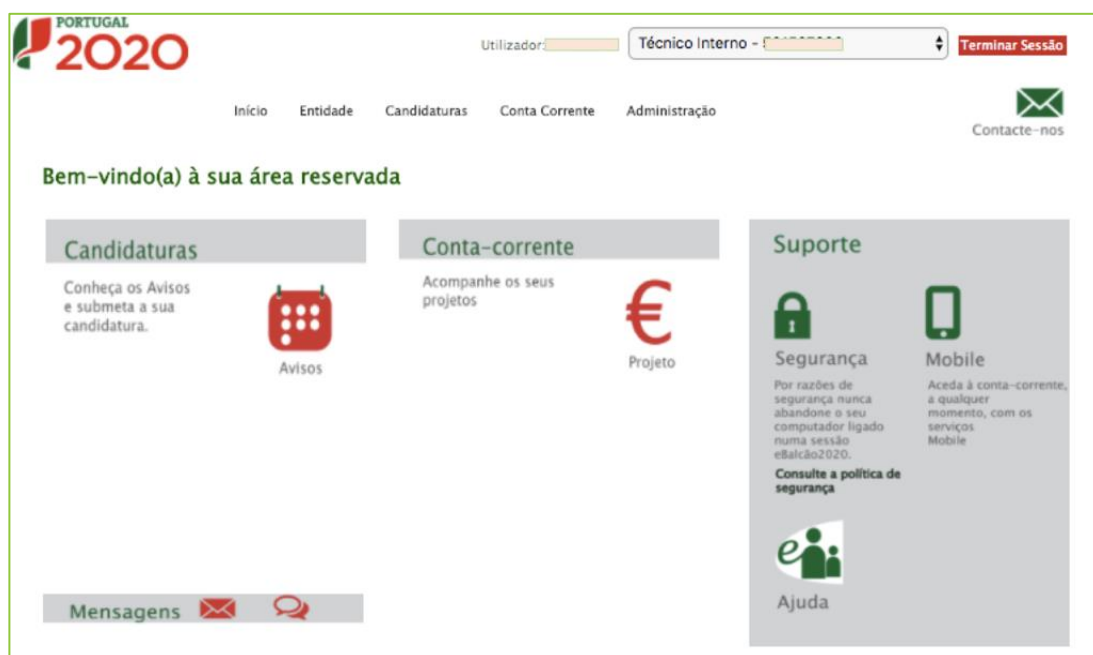 PORTUGAL
2020
Utilizador:
Técnico Interno -
Terminar Sessão
Início Entidade Candidaturas Conta Corrente Administração
Contacte-nos
Bem-vindo(a) à sua área reservada
Candidaturas
Conheça os Avisos
e submeta a sua
candidatura.
Avisos
Conta-corrente
Acompanhe os seus
projetos
€
Projeto
Suporte
Segurança
Por razões de
segurança nunca
abandone o seu
computador ligado
numa sessão
eBalcão2020.
Consulte a política de
segurança
Mobile
Aceda à conta-corrente,
a qualquer
momento, com os
serviços
Mobile
e
Ajuda
Mensagens